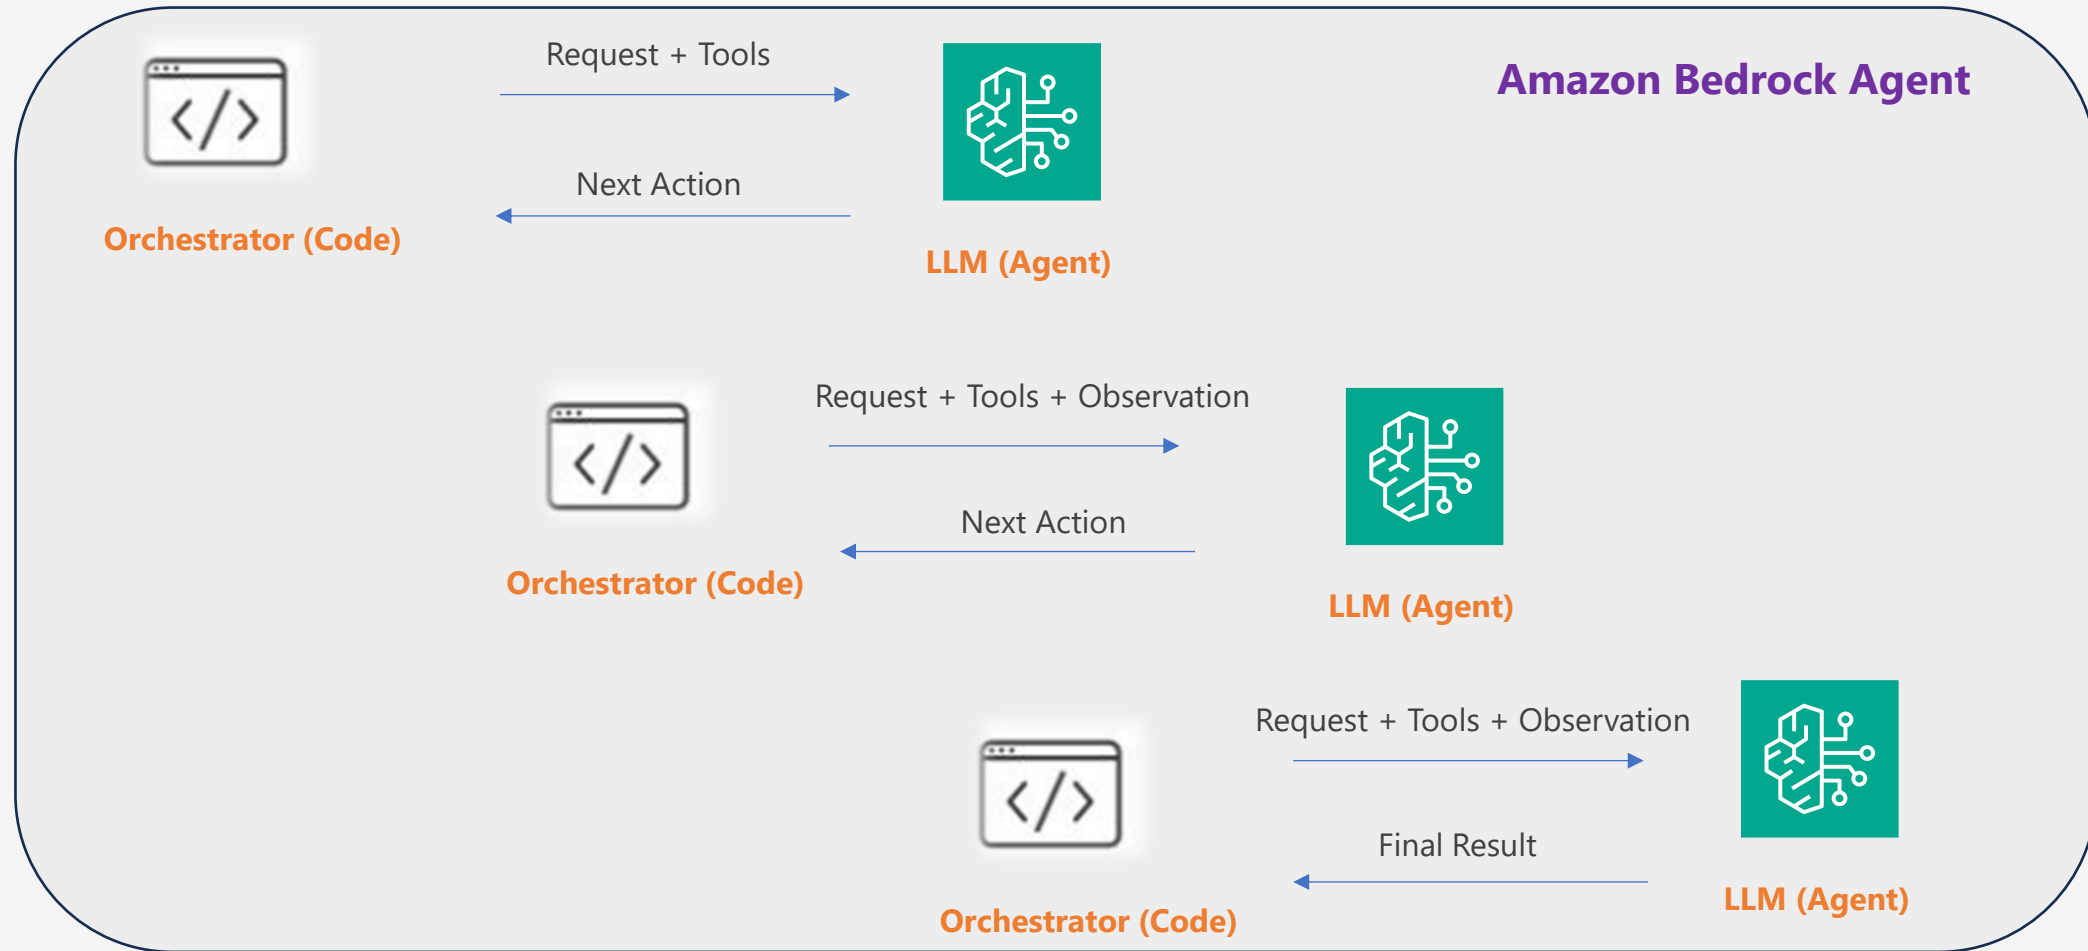 Request + Tools
Amazon Bedrock Agent
</>
Next Action
Orchestrator (Code)
LLM (Agent)
Request + Tools + Observation
</>
Next Action
Orchestrator (Code)
LLM (Agent)
Request + Tools + Observation
</>
Final Result
Orchestrator (Code)
LLM (Agent)